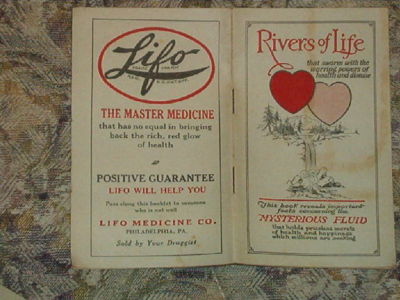 Lifo
THE MASTER MEDICINE
that has no equal in bringing
back the rich, red glow
of health
POSITIVE GUARANTEE
LIFO WILL HELP YOU
Pass along this booklet to someone
who is not well
LIFO MEDICINE CO.
PHILADELPHIA, PA.
Sold by Your Druggist
Rivers of Life
that swarm with the
warring powers of
health and disease
This book reveals important
facts concerning the
MYSTERIOUS FLUID
that holds priceless secrets
of health and happiness
which millions are seeking